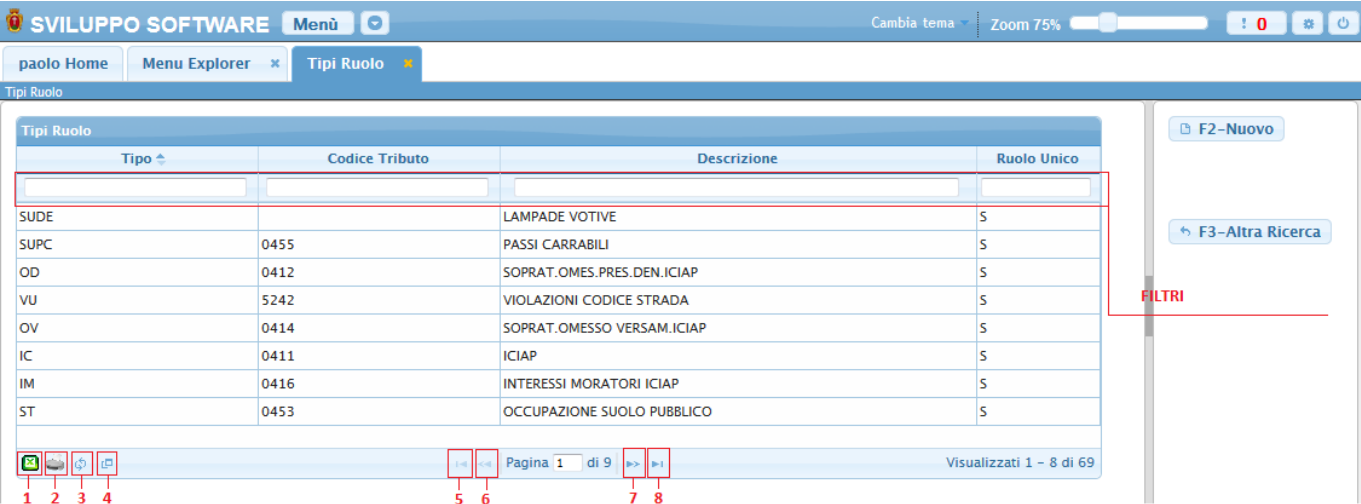 SVILUPPO SOFTWARE Menù Cambia tema Zoom 75% ! 0
paolo Home Menu Explorer × Tipi Ruolo ×
Tipi Ruolo
Tipi Ruolo
F2-Nuovo
Tipo Codice Tributo Descrizione Ruolo Unico
SUDE LAMPADE VOTIVE S
F3-Altra Ricerca
SUPC 0455 PASSI CARRABILI S
OD 0412 SOPRAT.OMES.PRES.DEN.ICIAP S
VU 5242 VIOLAZIONI CODICE STRADA S
FILTRI
OV 0414 SOPRAT.OMESSO VERSAM.ICIAP S
IC 0411 ICIAP S
IM 0416 INTERESSI MORATORI ICIAP S
ST 0453 OCCUPAZIONE SUOLO PUBBLICO S
Pagina 1 di 9 Visualizzati 1 - 8 di 69
1 2 3 4 5 6 7 8